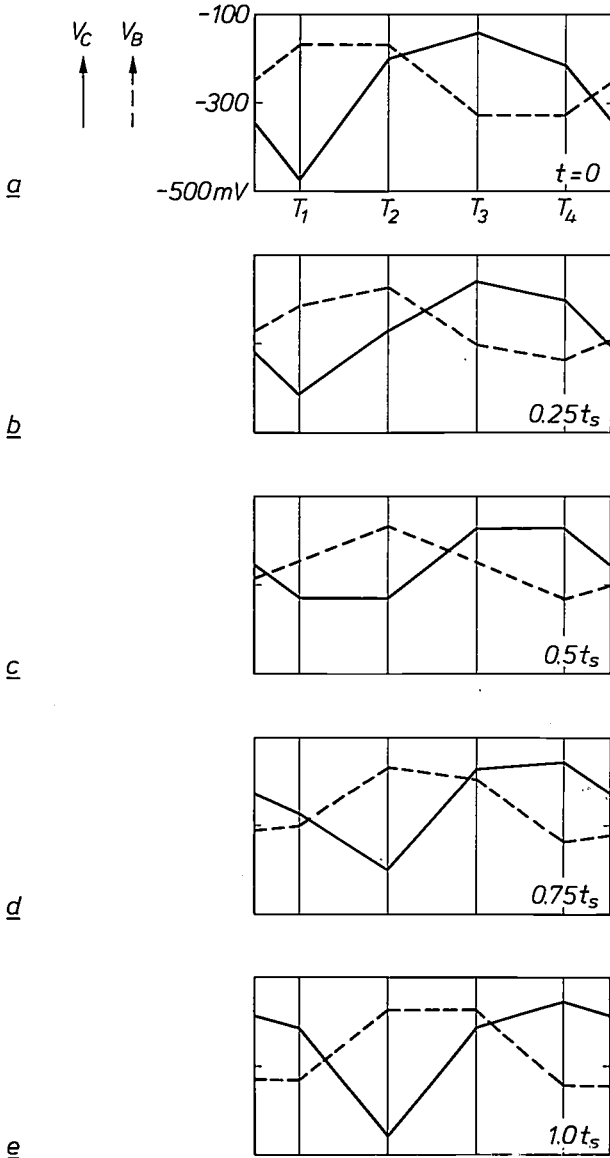 V_C V_B
-100
-300
-500mV
t=0
T_1 T_2 T_3 T_4
a
0.25t_s
b
0.5t_s
c
0.75t_s
d
1.0t_s
e